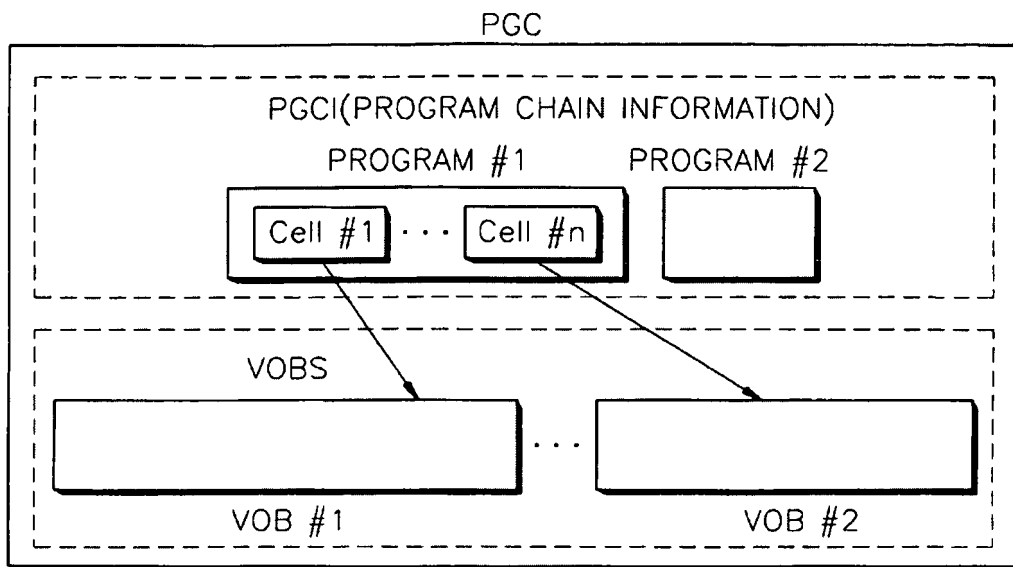 PGC
PGCI(PROGRAM CHAIN INFORMATION)
PROGRAM #1 PROGRAM #2
Cell #1 ··· Cell #n
VOBS
···
VOB #1 VOB #2